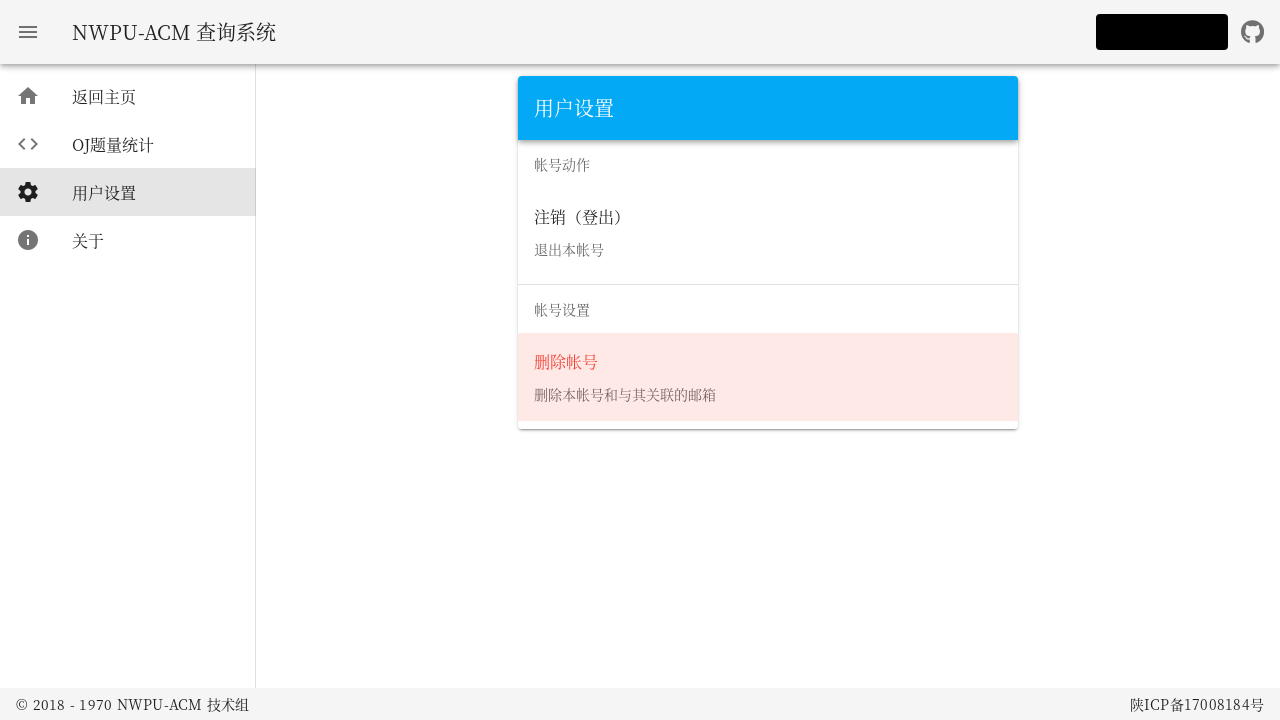 NWPU-ACM 查询系统
返回主页
OJ题量统计
用户设置
关于
用户设置
帐号动作
注销（登出）
退出本帐号
帐号设置
删除帐号
删除本帐号和与其关联的邮箱
© 2018 - 1970 NWPU-ACM 技术组
陕ICP备17008184号